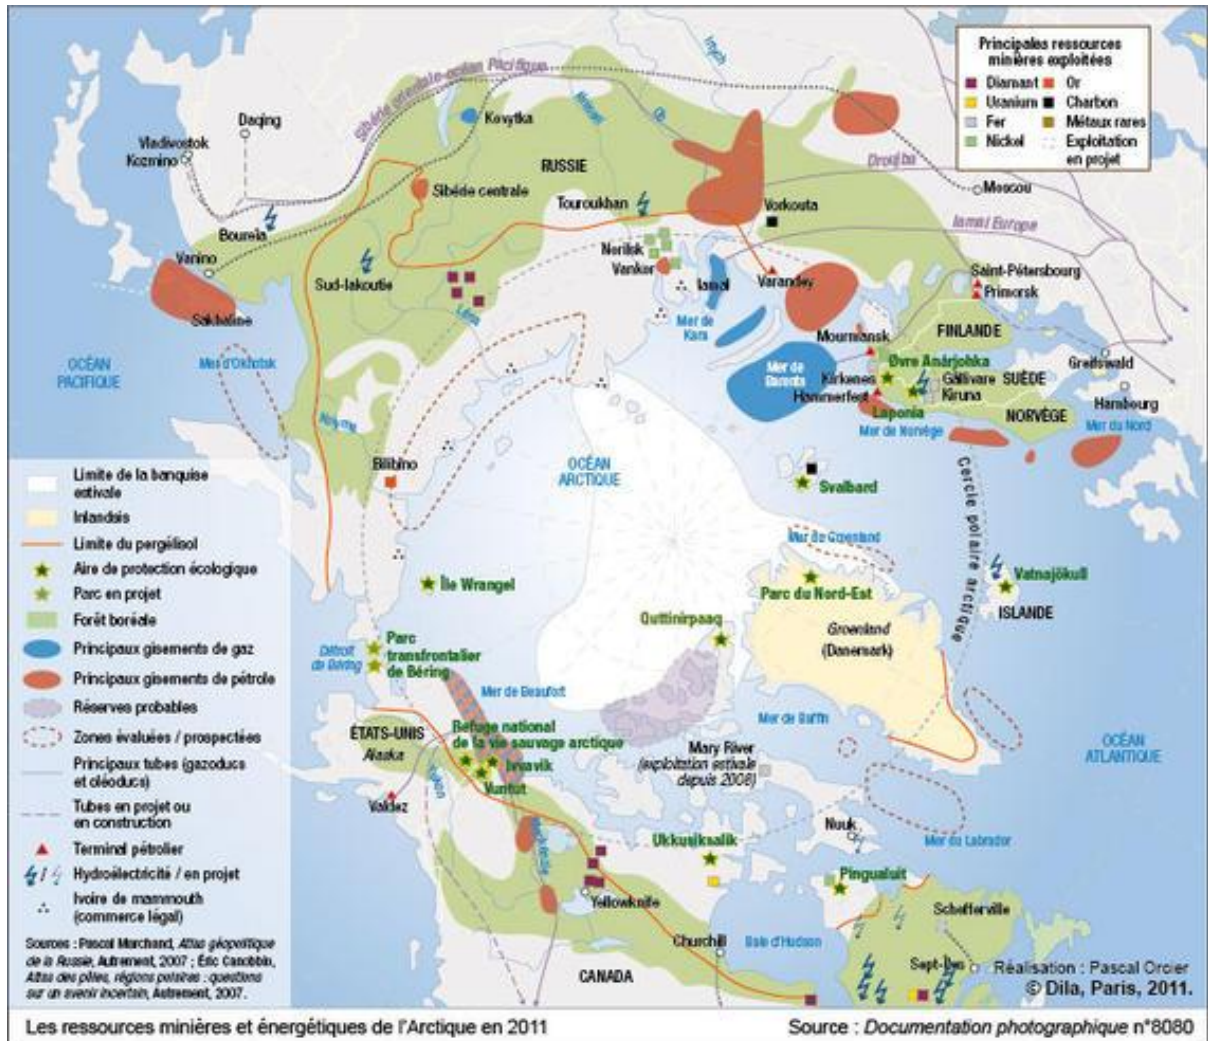 Principales ressources
minières exploitées
Diamant
Or
Uranium
Charbon
Fer
Métaux rares
Nickel
Exploitation
en projet
Irtych
Ob
Sibérie orientale-océan Pacifique
Kovytka
Daqing
Vladivostok
Kozmino
RUSSIE
Droujba
Moscou
Sibérie centrale
Touroukhan
Vorkouta
Iamal Europe
Boureïa
Norilsk
Vankor
Vanino
Sud-Iakoutie
Iamal
Varandey
Saint-Pétersbourg
Primorsk
Sakhaline
Léna
Mer de
Kara
Mourmansk
FINLANDE
OCÉAN
PACIFIQUE
Mer d'Okhotsk
Mer de
Barents
Øvre Anárjohka
Greifswald
Kirkenes
Gällivare
SUÈDE
Hammerfest
Kiruna
Hambourg
Laponia
NORVÈGE
Kolyma
Mer de Norvège
Mer du Nord
Bilibino
OCÉAN
ARCTIQUE
Svalbard
Cercle polaire arctique
Mer du Groenland
Île Wrangel
Parc du Nord-Est
Vatnajökull
ISLANDE
Quttinirpaaq
Groenland
(Danemark)
Détroit
de Béring
Parc
transfrontalier
de Béring
Mer de Beaufort
Mer de Baffin
ÉTATS-UNIS
Alaska
Refuge national
de la vie sauvage arctique
Ivvavik
Vuntut
Mary River
(exploitation estivale
depuis 2008)
OCÉAN
ATLANTIQUE
Yukon
Valdez
Mackenzie
Ukkusiksalik
Nuuk
Mer du Labrador
Pingualuit
Yellowknife
Schefferville
Churchill
Baie d'Hudson
Sept-Îles
CANADA
Limite de la banquise
estivale
Inlandsis
Limite du pergélisol
Aire de protection écologique
Parc en projet
Forêt boréale
Principaux gisements de gaz
Principaux gisements de pétrole
Réserves probables
Zones évaluées / prospectées
Principaux tubes (gazoducs
et oléoducs)
Tubes en projet ou
en construction
Terminal pétrolier
Hydroélectricité / en projet
Ivoire de mammouth
(commerce légal)
Sources : Pascal Marchand, Atlas géopolitique
de la Russie, Autrement, 2007 ; Éric Canobbio,
Atlas des pôles, régions polaires : questions
sur un avenir incertain, Autrement, 2007.
Réalisation : Pascal Orcier
© Dila, Paris, 2011.
Les ressources minières et énergétiques de l'Arctique en 2011
Source : Documentation photographique n°8080